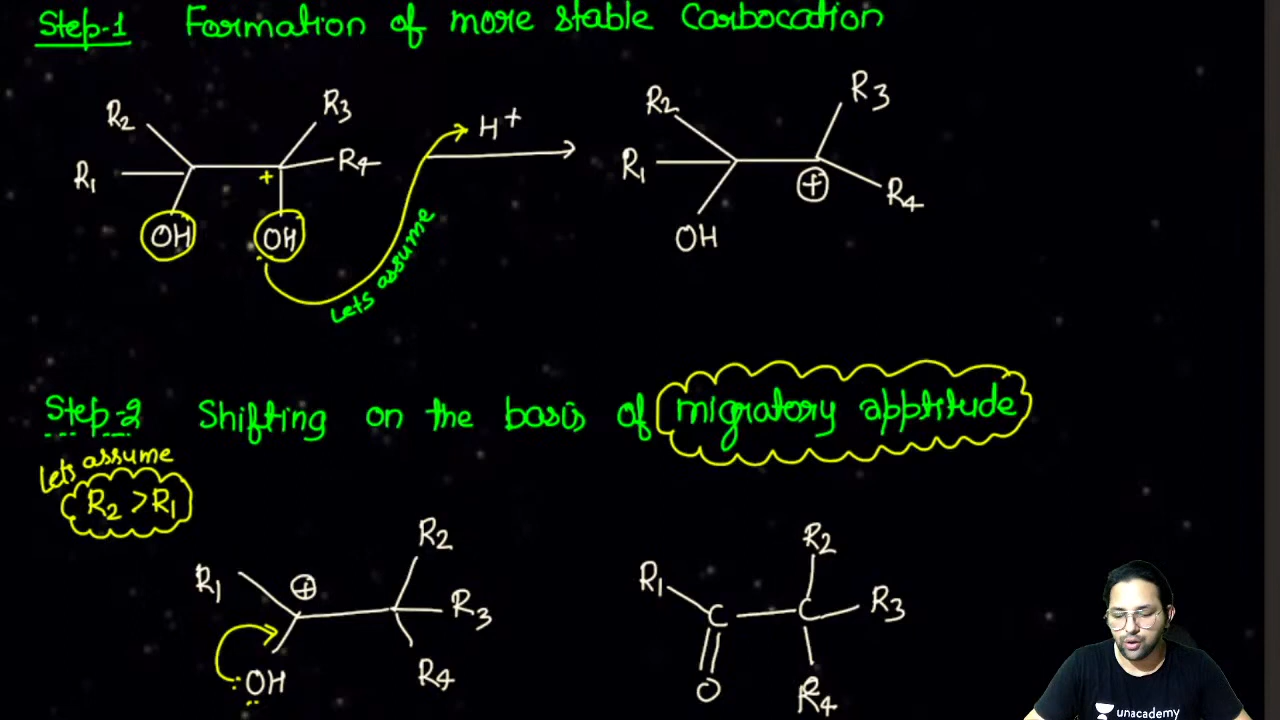 Step-1 Formation of more stable Carbocation
R2 R3 H+ R2 R3
R1 R4 R1 R4
+ +
OH OH OH
Lets assume
Step-2 Shifting on the basis of migratory apptitude
Lets assume
R2 > R1
R2 R2
R1 + R3 R1 C C R3
OH R4 O R4
unacademy